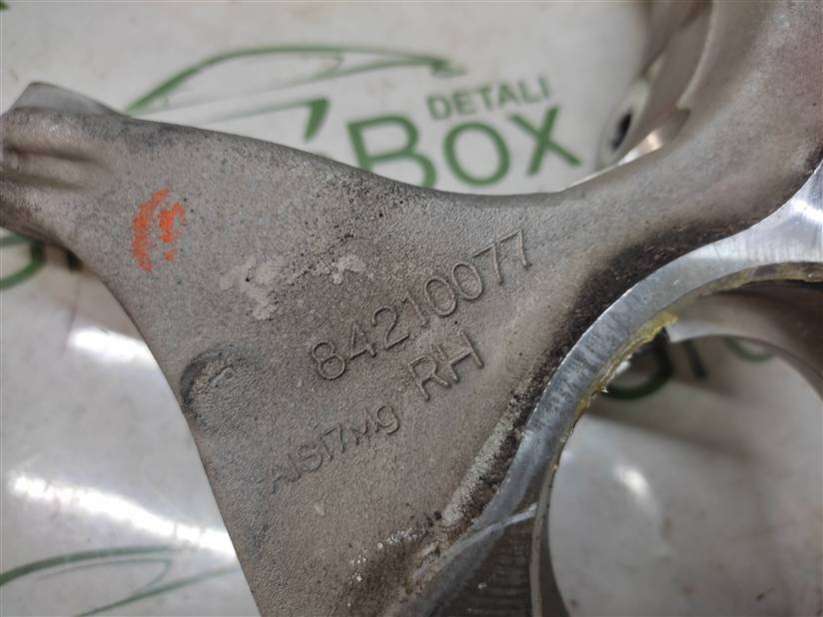 DETALI
BOX
84210077
RH
AlSi7Mg